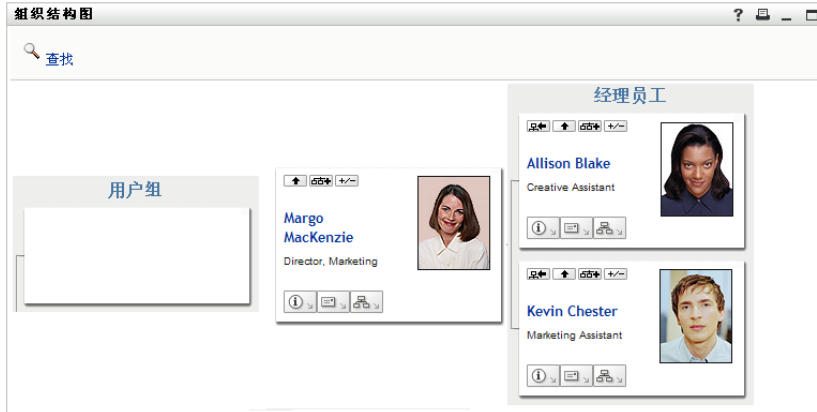 组织结构图
查找
经理员工
Allison Blake
Creative Assistant
用户组
Margo
MacKenzie
Director, Marketing
Kevin Chester
Marketing Assistant